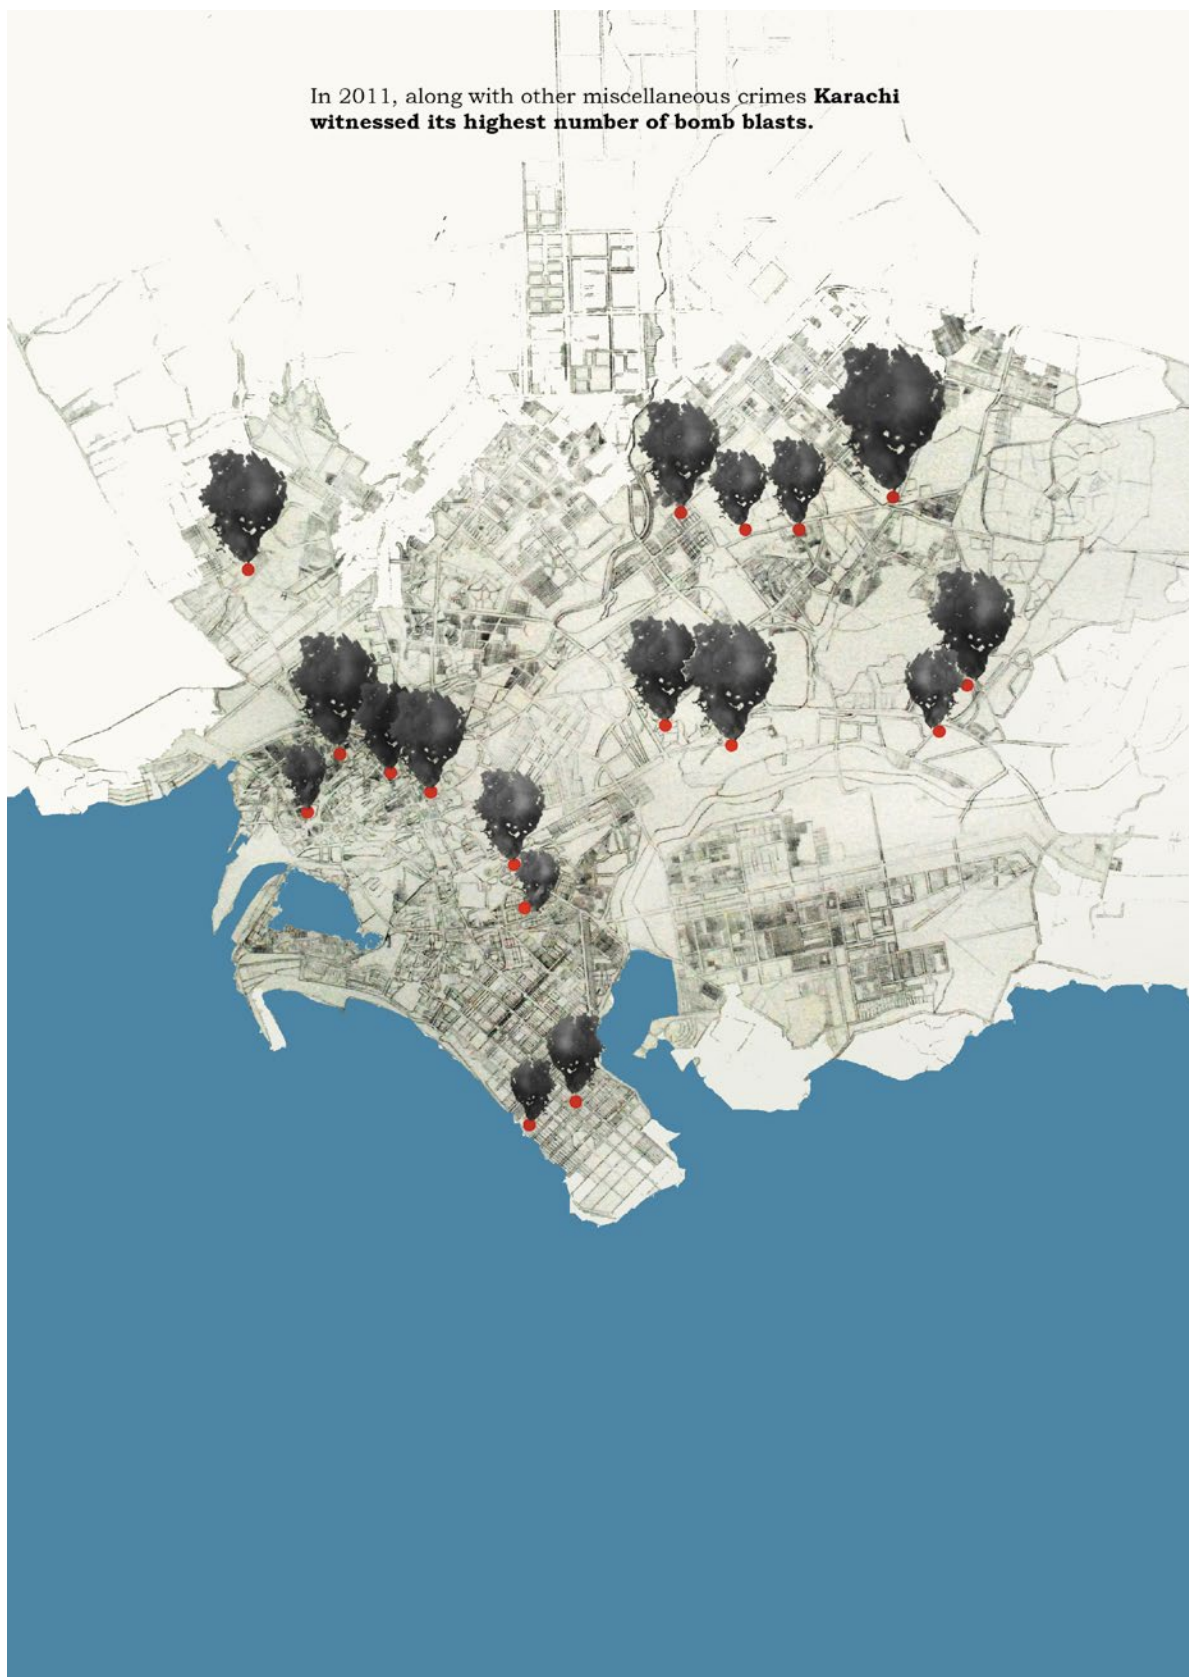 In 2011, along with other miscellaneous crimes Karachi
witnessed its highest number of bomb blasts.